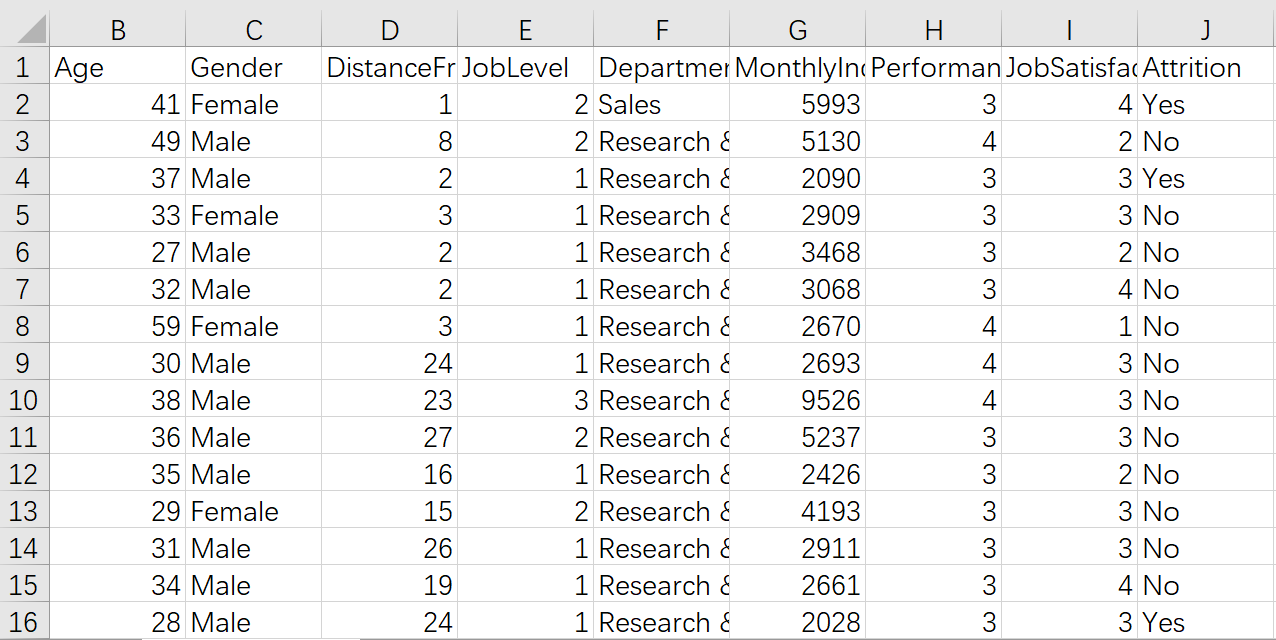 B C D E F G H I J
1 Age Gender DistanceFr JobLevel Departmen MonthlyInc Performan JobSatisfac Attrition
2 41 Female 1 2 Sales 5993 3 4 Yes
3 49 Male 8 2 Research & 5130 4 2 No
4 37 Male 2 1 Research & 2090 3 3 Yes
5 33 Female 3 1 Research & 2909 3 3 No
6 27 Male 2 1 Research & 3468 3 2 No
7 32 Male 2 1 Research & 3068 3 4 No
8 59 Female 3 1 Research & 2670 4 1 No
9 30 Male 24 1 Research & 2693 4 3 No
10 38 Male 23 3 Research & 9526 4 3 No
11 36 Male 27 2 Research & 5237 3 3 No
12 35 Male 16 1 Research & 2426 3 2 No
13 29 Female 15 2 Research & 4193 3 3 No
14 31 Male 26 1 Research & 2911 3 3 No
15 34 Male 19 1 Research & 2661 3 4 No
16 28 Male 24 1 Research & 2028 3 3 Yes